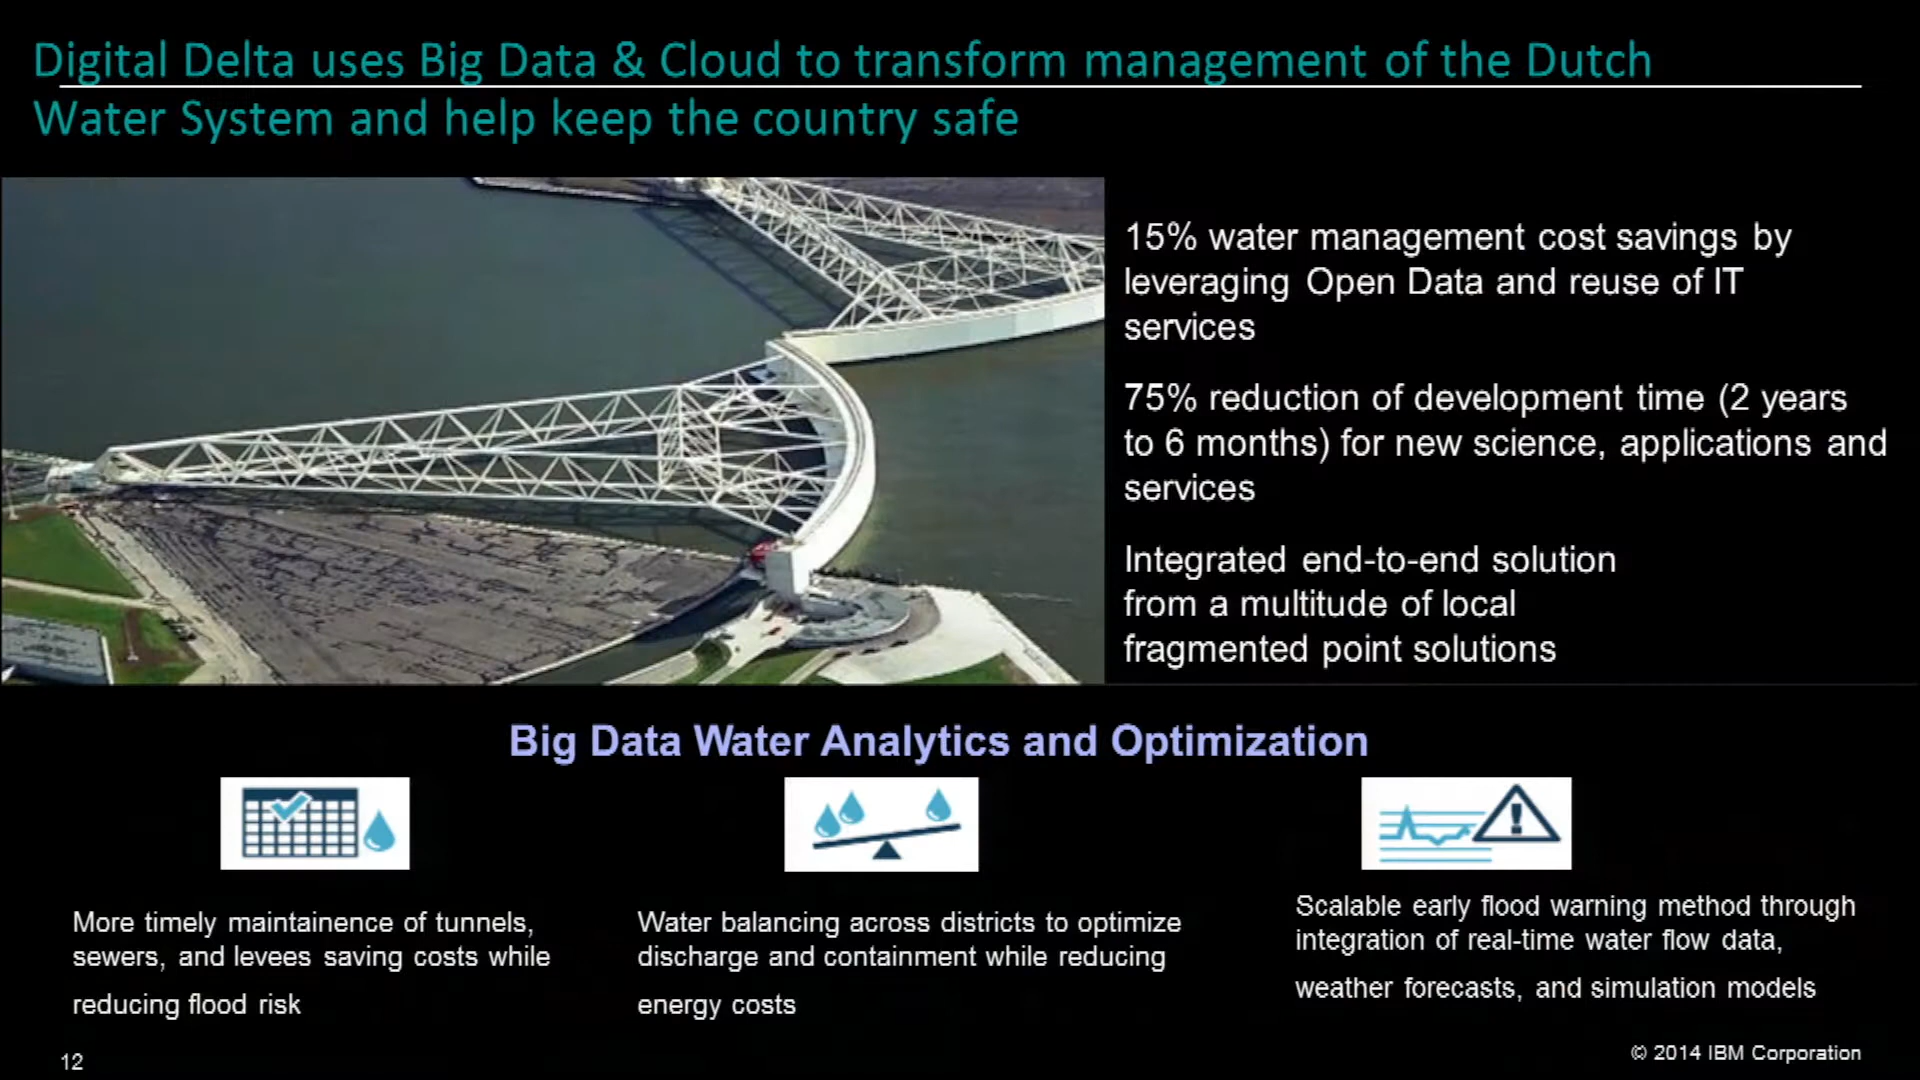 Digital Delta uses Big Data & Cloud to transform management of the Dutch
Water System and help keep the country safe
15% water management cost savings by
leveraging Open Data and reuse of IT
services
75% reduction of development time (2 years
to 6 months) for new science, applications and
services
Integrated end-to-end solution
from a multitude of local
fragmented point solutions
Big Data Water Analytics and Optimization
More timely maintainence of tunnels,
sewers, and levees saving costs while
reducing flood risk
Water balancing across districts to optimize
discharge and containment while reducing
energy costs
Scalable early flood warning method through
integration of real-time water flow data,
weather forecasts, and simulation models
12
© 2014 IBM Corporation